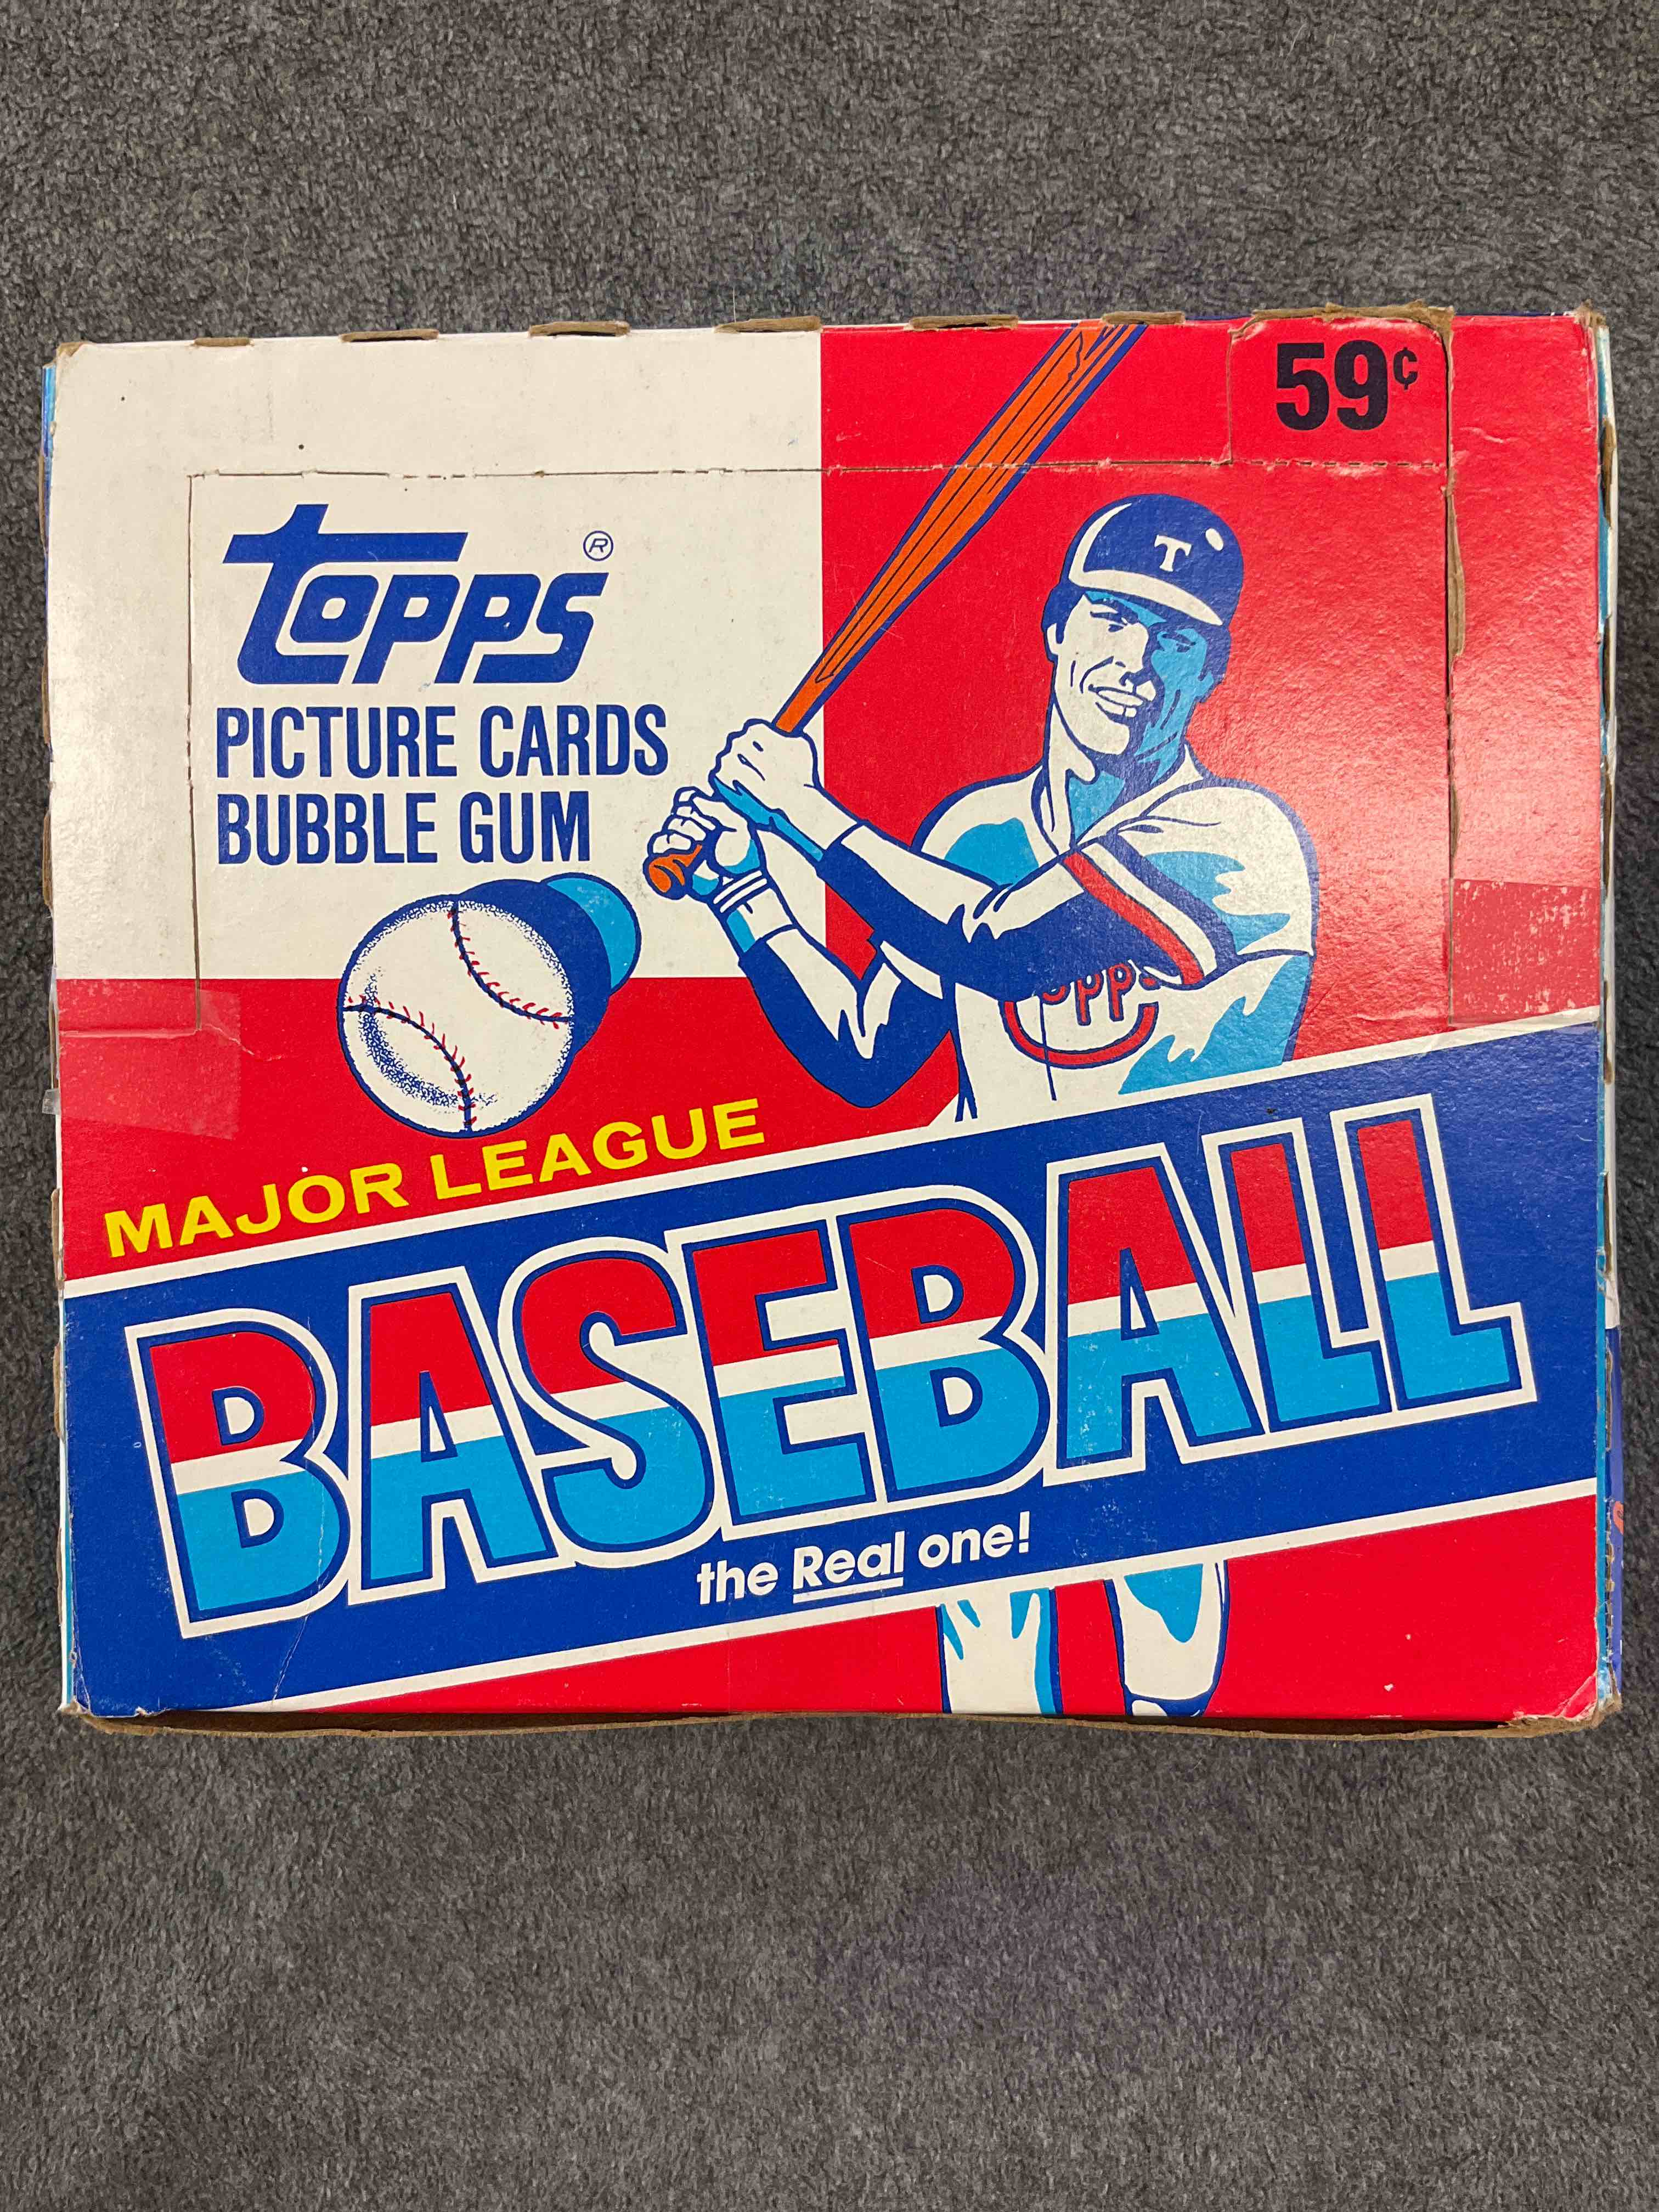 59¢
topps®
PICTURE CARDS
BUBBLE GUM
T
MAJOR LEAGUE
BASEBALL
the Real one!